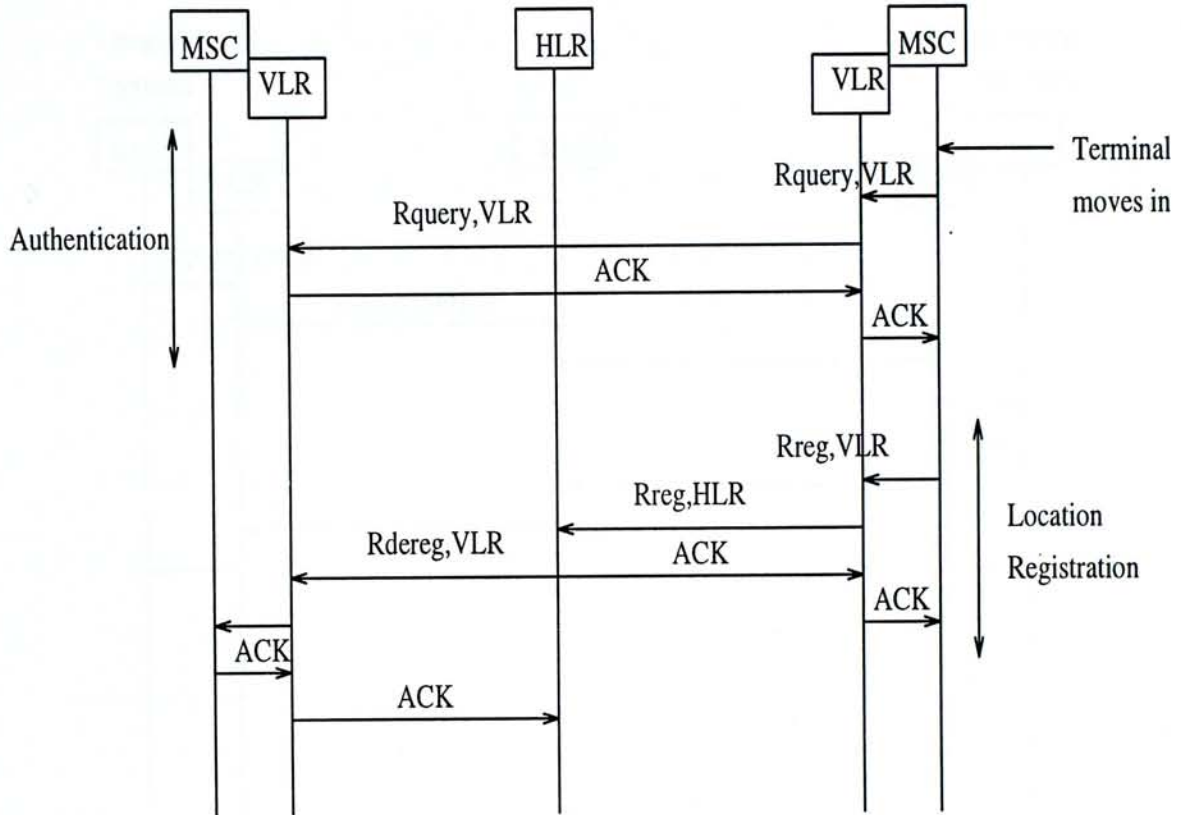 MSC
HLR
MSC
VLR
VLR
Terminal
moves in
Rquery,VLR
Rquery,VLR
Authentication
ACK
ACK
Rreg,VLR
Rreg,HLR
Location
Registration
Rdereg,VLR
ACK
ACK
ACK
ACK